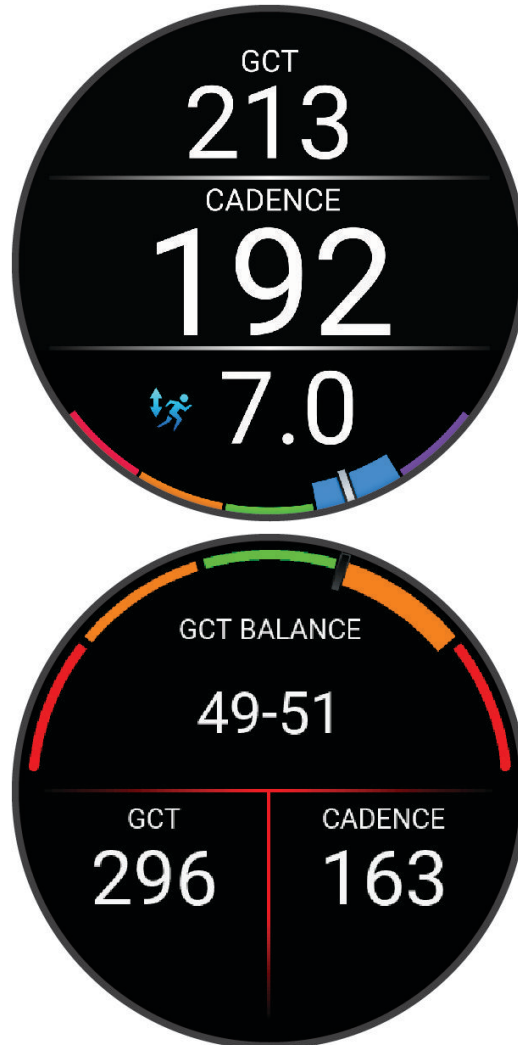 GCT
213
CADENCE
192
7.0
GCT BALANCE
49-51
GCT CADENCE
296 163